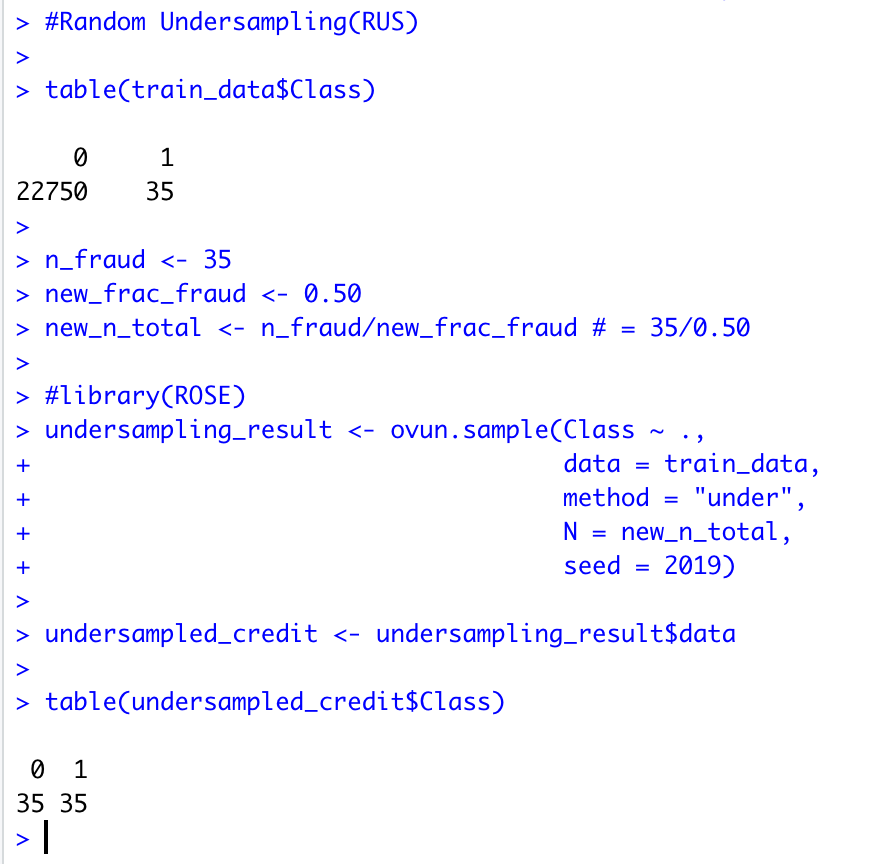 > #Random Undersampling(RUS)
>
> table(train_data$Class)
    0     1
22750    35
>
> n_fraud <- 35
> new_frac_fraud <- 0.50
> new_n_total <- n_fraud/new_frac_fraud # = 35/0.50
>
> #library(ROSE)
> undersampling_result <- ovun.sample(Class ~ .,
+                                     data = train_data,
+                                     method = "under",
+                                     N = new_n_total,
+                                     seed = 2019)
>
> undersampled_credit <- undersampling_result$data
>
> table(undersampled_credit$Class)
 0  1
35 35
>